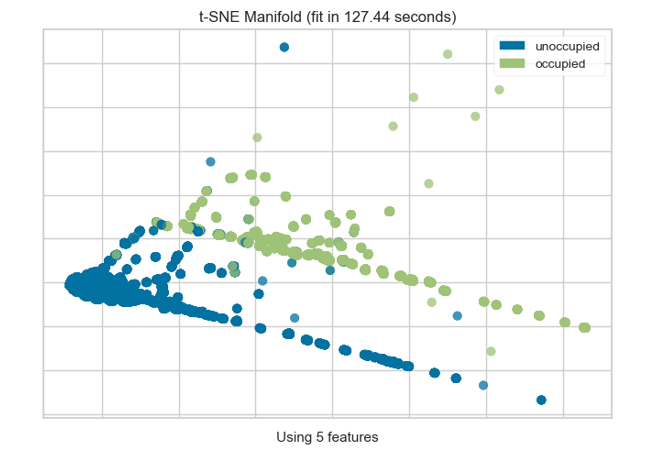 t-SNE Manifold (fit in 127.44 seconds)
unoccupied
occupied
Using 5 features